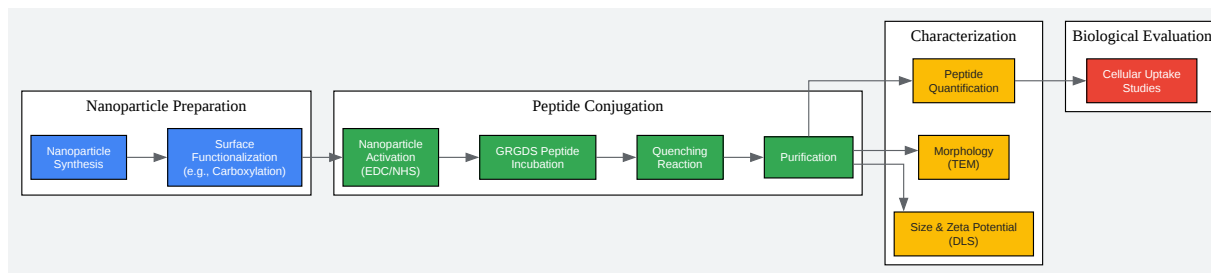 Nanoparticle Preparation
Nanoparticle
Synthesis
Surface
Functionalization
(e.g., Carboxylation)
Peptide Conjugation
Nanoparticle
Activation
(EDC/NHS)
GRGDS Peptide
Incubation
Quenching
Reaction
Purification
Characterization
Peptide
Quantification
Morphology
(TEM)
Size & Zeta Potential
(DLS)
Biological Evaluation
Cellular Uptake
Studies